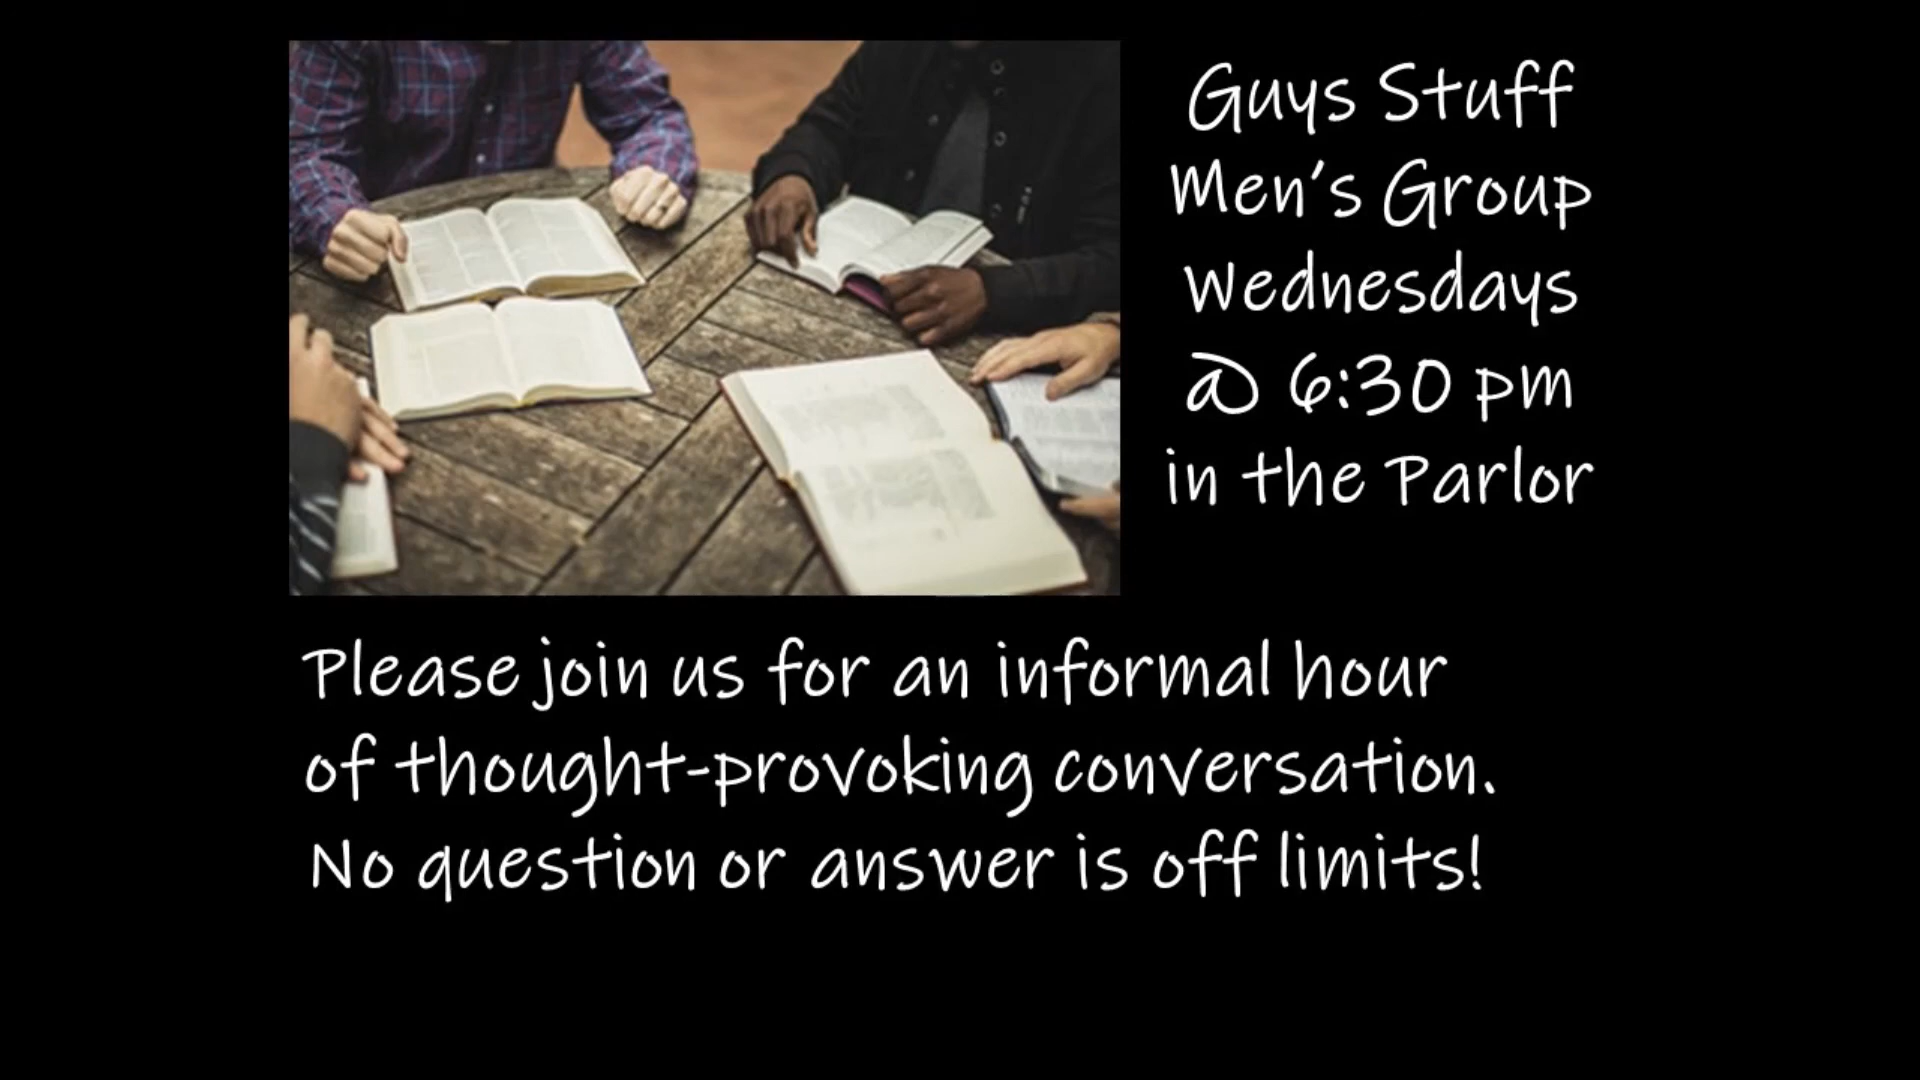 Guys Stuff
Men's Group
Wednesdays
@ 6:30 pm
in the Parlor
Please join us for an informal hour
of thought-provoking conversation.
No question or answer is off limits!